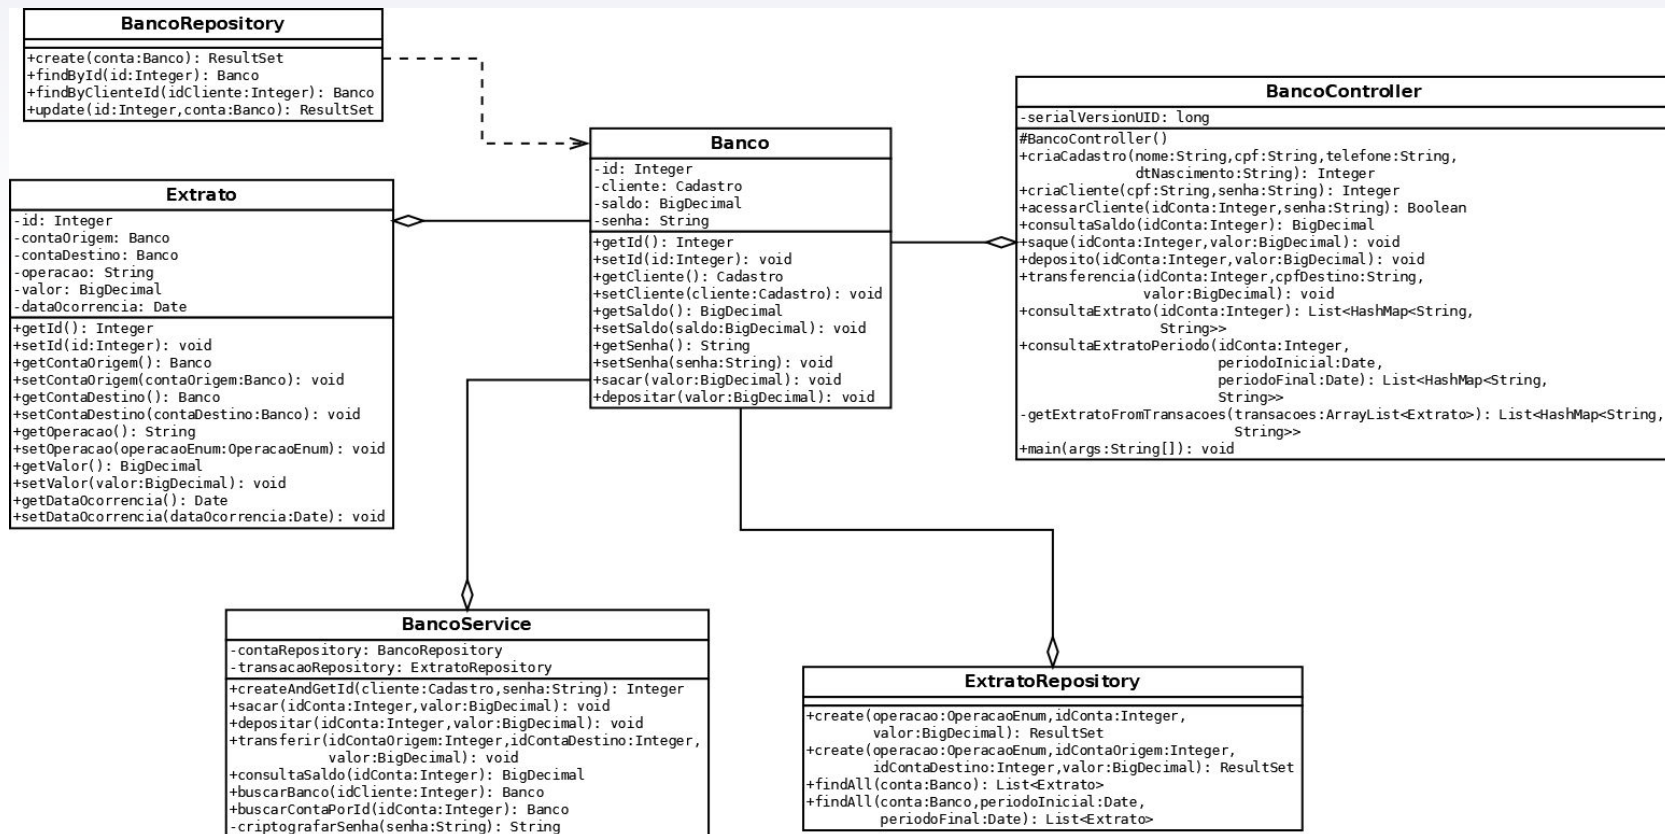 BancoRepository
+create(conta:Banco): ResultSet
+findById(id:Integer): Banco
+findByClienteId(idCliente:Integer): Banco
+update(id:Integer,conta:Banco): ResultSet
Extrato
-id: Integer
-contaOrigem: Banco
-contaDestino: Banco
-operacao: String
-valor: BigDecimal
-dataOcorrencia: Date
+getId(): Integer
+setId(id:Integer): void
+getContaOrigem(): Banco
+setContaOrigem(contaOrigem:Banco): void
+getContaDestino(): Banco
+setContaDestino(contaDestino:Banco): void
+getOperacao(): String
+setOperacao(operacaoEnum:OperacaoEnum): void
+getValor(): BigDecimal
+setValor(valor:BigDecimal): void
+getDataOcorrencia(): Date
+setDataOcorrencia(dataOcorrencia:Date): void
Banco
-id: Integer
-cliente: Cadastro
-saldo: BigDecimal
-senha: String
+getId(): Integer
+setId(id:Integer): void
+getCliente(): Cadastro
+setCliente(cliente:Cadastro): void
+getSaldo(): BigDecimal
+setSaldo(saldo:BigDecimal): void
+getSenha(): String
+setSenha(senha:String): void
+sacar(valor:BigDecimal): void
+depositar(valor:BigDecimal): void
BancoController
-serialVersionUID: long
#BancoController()
+criaCadastro(nome:String,cpf:String,telefone:String,
dtNascimento:String): Integer
+criaCliente(cpf:String,senha:String): Integer
+acessarCliente(idConta:Integer,senha:String): Boolean
+consultaSaldo(idConta:Integer): BigDecimal
+saque(idConta:Integer,valor:BigDecimal): void
+deposito(idConta:Integer,valor:BigDecimal): void
+transferencia(idConta:Integer,cpfDestino:String,
valor:BigDecimal): void
+consultaExtrato(idConta:Integer): List<HashMap<String,
String>>
+consultaExtratoPeriodo(idConta:Integer,
periodoInicial:Date,
periodoFinal:Date): List<HashMap<String,
String>>
-getExtratoFromTransacoes(transacoes:ArrayList<Extrato>): List<HashMap<String,
String>>
+main(args:String[]): void
BancoService
-contaRepository: BancoRepository
-transacaoRepository: ExtratoRepository
+createAndGetId(cliente:Cadastro,senha:String): Integer
+sacar(idConta:Integer,valor:BigDecimal): void
+depositar(idConta:Integer,valor:BigDecimal): void
+transferir(idContaOrigem:Integer,idContaDestino:Integer,
valor:BigDecimal): void
+consultaSaldo(idConta:Integer): BigDecimal
+buscarBanco(idCliente:Integer): Banco
+buscarContaPorId(idConta:Integer): Banco
-criptografarSenha(senha:String): String
ExtratoRepository
+create(operacao:OperacaoEnum,idConta:Integer,
valor:BigDecimal): ResultSet
+create(operacao:OperacaoEnum,idContaOrigem:Integer,
idContaDestino:Integer,valor:BigDecimal): ResultSet
+findAll(conta:Banco): List<Extrato>
+findAll(conta:Banco,periodoInicial:Date,
periodoFinal:Date): List<Extrato>